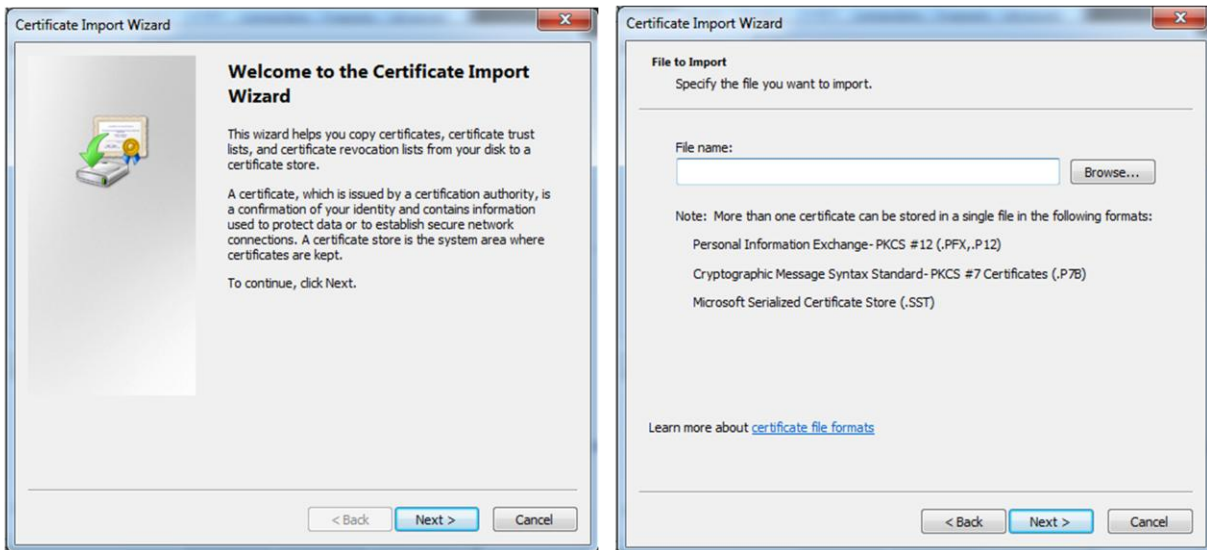 Certificate Import Wizard
Welcome to the Certificate Import
Wizard
This wizard helps you copy certificates, certificate trust
lists, and certificate revocation lists from your disk to a
certificate store.
A certificate, which is issued by a certification authority, is
a confirmation of your identity and contains information
used to protect data or to establish secure network
connections. A certificate store is the system area where
certificates are kept.
To continue, click Next.
< Back
Next >
Cancel
Certificate Import Wizard
File to Import
Specify the file you want to import.
File name:
Browse...
Note: More than one certificate can be stored in a single file in the following formats:
Personal Information Exchange- PKCS #12 (.PFX,.P12)
Cryptographic Message Syntax Standard- PKCS #7 Certificates (.P7B)
Microsoft Serialized Certificate Store (.SST)
Learn more about certificate file formats
< Back
Next >
Cancel